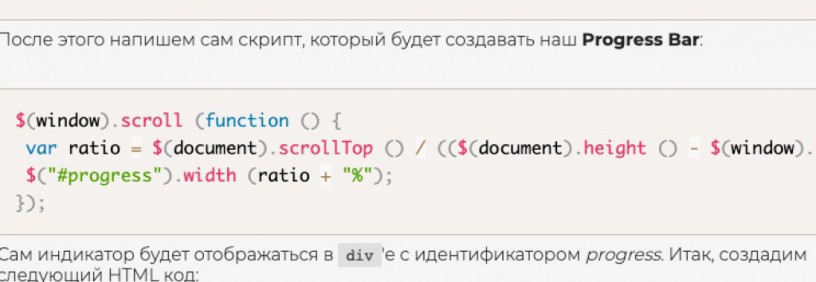 После этого напишем сам скрипт, который будет создавать наш Progress Bar:
$(window).scroll (function () {
var ratio = $(document).scrollTop () / (($(document).height () - $(window).
$("#progress").width (ratio + "%");
});
Сам индикатор будет отображаться в div 'е с идентификатором progress. Итак, создадим
следующий HTML код: